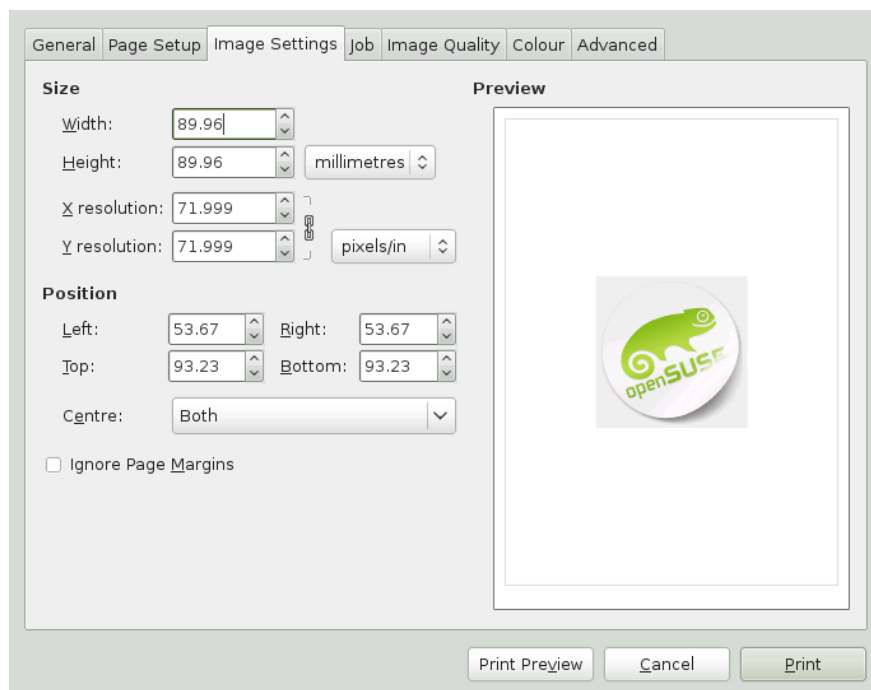 General Page Setup Image Settings Job Image Quality Colour Advanced
Size
Width: 89.96
Height: 89.96 millimetres
X resolution: 71.999
Y resolution: 71.999 pixels/in
Position
Left: 53.67 Right: 53.67
Top: 93.23 Bottom: 93.23
Centre: Both
Ignore Page Margins
Preview
openSUSE
Print Preview Cancel Print